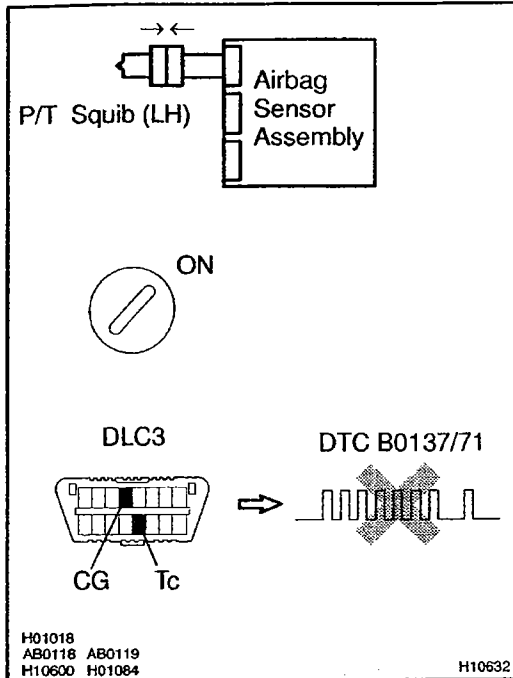 P/T Squib (LH)
Airbag
Sensor
Assembly
ON
DLC3
DTC B0137/71
CG
Tc
H01018
AB0118 AB0119
H10600 H01084
H10632